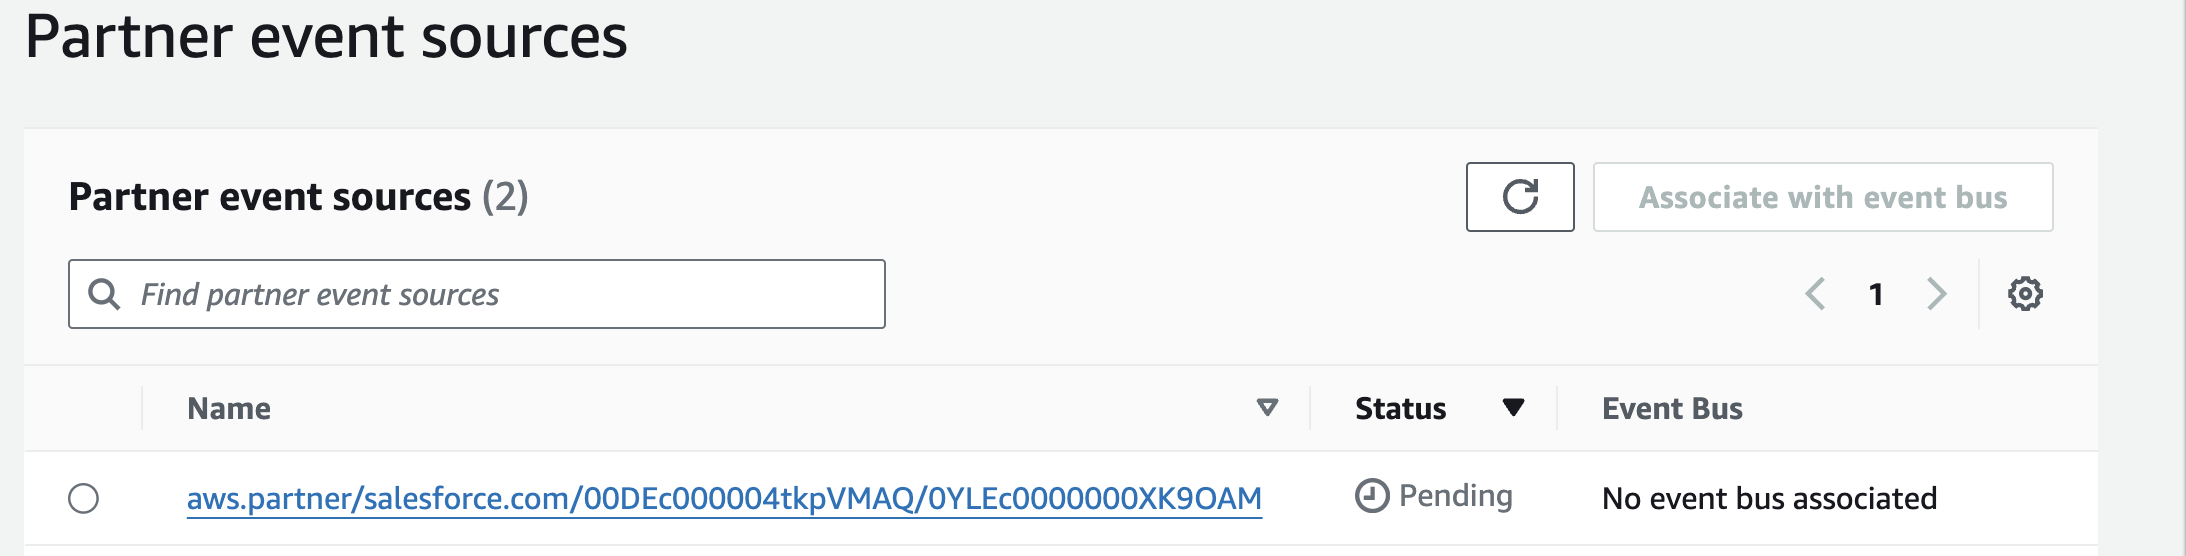 Partner event sources
Partner event sources (2)
Associate with event bus
Find partner event sources
1
Name Status Event Bus
aws.partner/salesforce.com/00DEc000004tkpVMAQ/0YLEc0000000XK9OAM Pending No event bus associated